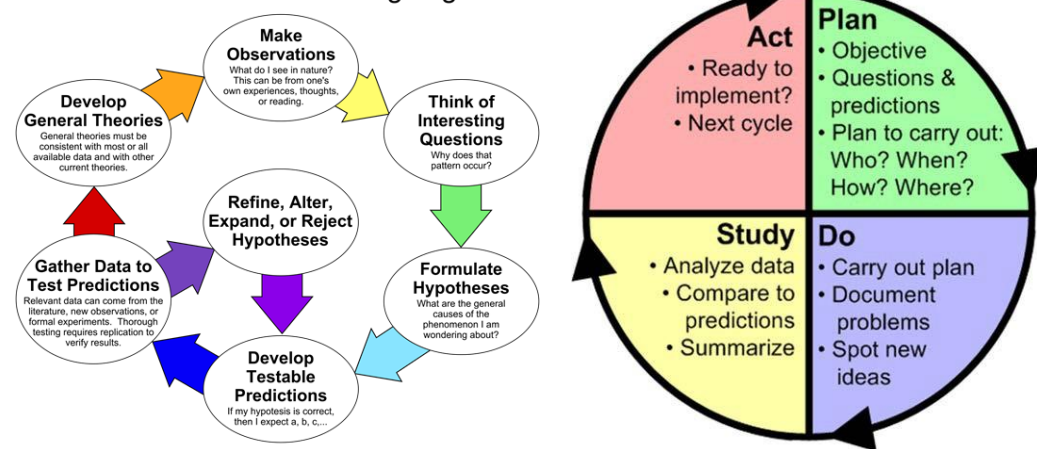 Make
Observations
What do I see in nature?
This can be from one's
own experiences, thoughts,
or reading.
Think of
Interesting
Questions
Why does that
pattern occur?
Formulate
Hypotheses
What are the general
causes of the
phenomenon I am
wondering about?
Develop
Testable
Predictions
If my hypotesis is correct,
then I expect a, b, c,...
Gather Data to
Test Predictions
Relevant data can come from the
literature, new observations, or
formal experiments. Thorough
testing requires replication to
verify results.
Refine, Alter,
Expand, or Reject
Hypotheses
Develop
General Theories
General theories must be
consistent with most or all
available data and with other
current theories.
Act
• Ready to
implement?
• Next cycle
Plan
• Objective
• Questions &
predictions
• Plan to carry out:
Who? When?
How? Where?
Do
• Carry out plan
• Document
problems
• Spot new
ideas
Study
• Analyze data
• Compare to
predictions
• Summarize